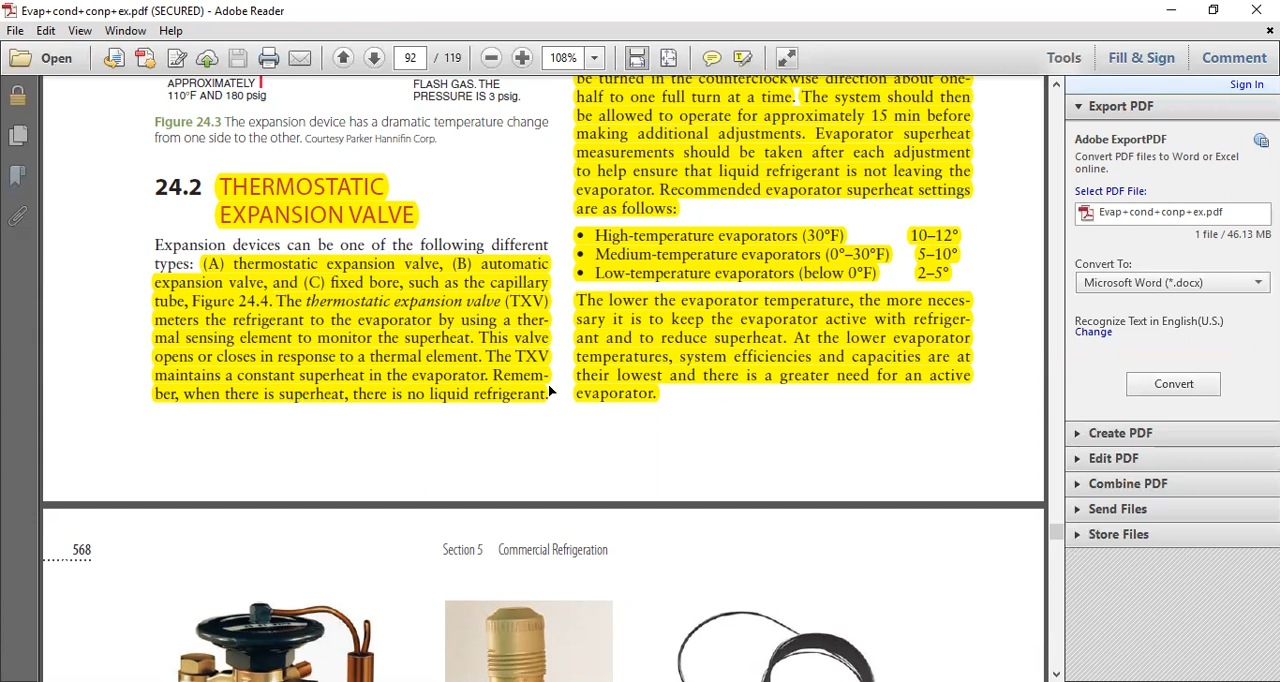 Evap+cond+conp+ex.pdf (SECURED) - Adobe Reader
File Edit View Window Help
Open 92 / 119 108% Tools Fill & Sign Comment
APPROXIMATELY
110°F AND 180 psig
FLASH GAS. THE
PRESSURE IS 3 psig.
Figure 24.3 The expansion device has a dramatic temperature change
from one side to the other. Courtesy Parker Hannifin Corp.
24.2 THERMOSTATIC
EXPANSION VALVE
Expansion devices can be one of the following different
types: (A) thermostatic expansion valve, (B) automatic
expansion valve, and (C) fixed bore, such as the capillary
tube, Figure 24.4. The thermostatic expansion valve (TXV)
meters the refrigerant to the evaporator by using a ther-
mal sensing element to monitor the superheat. This valve
opens or closes in response to a thermal element. The TXV
maintains a constant superheat in the evaporator. Remem-
ber, when there is superheat, there is no liquid refrigerant.
be turned in the counterclockwise direction about one-
half to one full turn at a time. The system should then
be allowed to operate for approximately 15 min before
making additional adjustments. Evaporator superheat
measurements should be taken after each adjustment
to help ensure that liquid refrigerant is not leaving the
evaporator. Recommended evaporator superheat settings
are as follows:
• High-temperature evaporators (30°F) 10–12°
• Medium-temperature evaporators (0°–30°F) 5–10°
• Low-temperature evaporators (below 0°F) 2–5°
The lower the evaporator temperature, the more neces-
sary it is to keep the evaporator active with refriger-
ant and to reduce superheat. At the lower evaporator
temperatures, system efficiencies and capacities are at
their lowest and there is a greater need for an active
evaporator.
568
Section 5 Commercial Refrigeration
Sign In
Export PDF
Adobe ExportPDF
Convert PDF files to Word or Excel
online.
Select PDF File:
Evap+cond+conp+ex.pdf
1 file / 46.13 MB
Convert To:
Microsoft Word (*.docx)
Recognize Text in English(U.S.)
Change
Convert
Create PDF
Edit PDF
Combine PDF
Send Files
Store Files